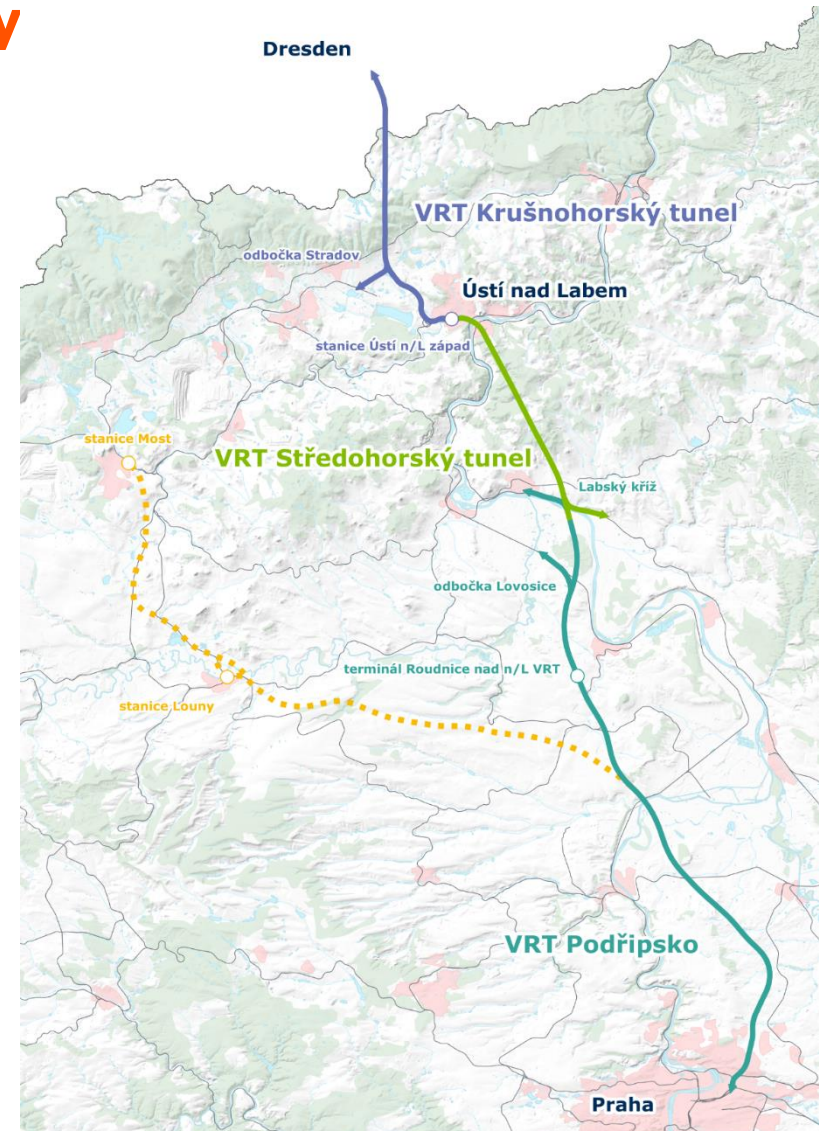 y
Dresden
VRT Krušnohorský tunel
odbočka Stradov
Ústí nad Labem
stanice Ústí n/L západ
stanice Most
VRT Středohorský tunel
Labský kříž
odbočka Lovosice
terminál Roudnice nad n/L VRT
stanice Louny
VRT Podřipsko
Praha